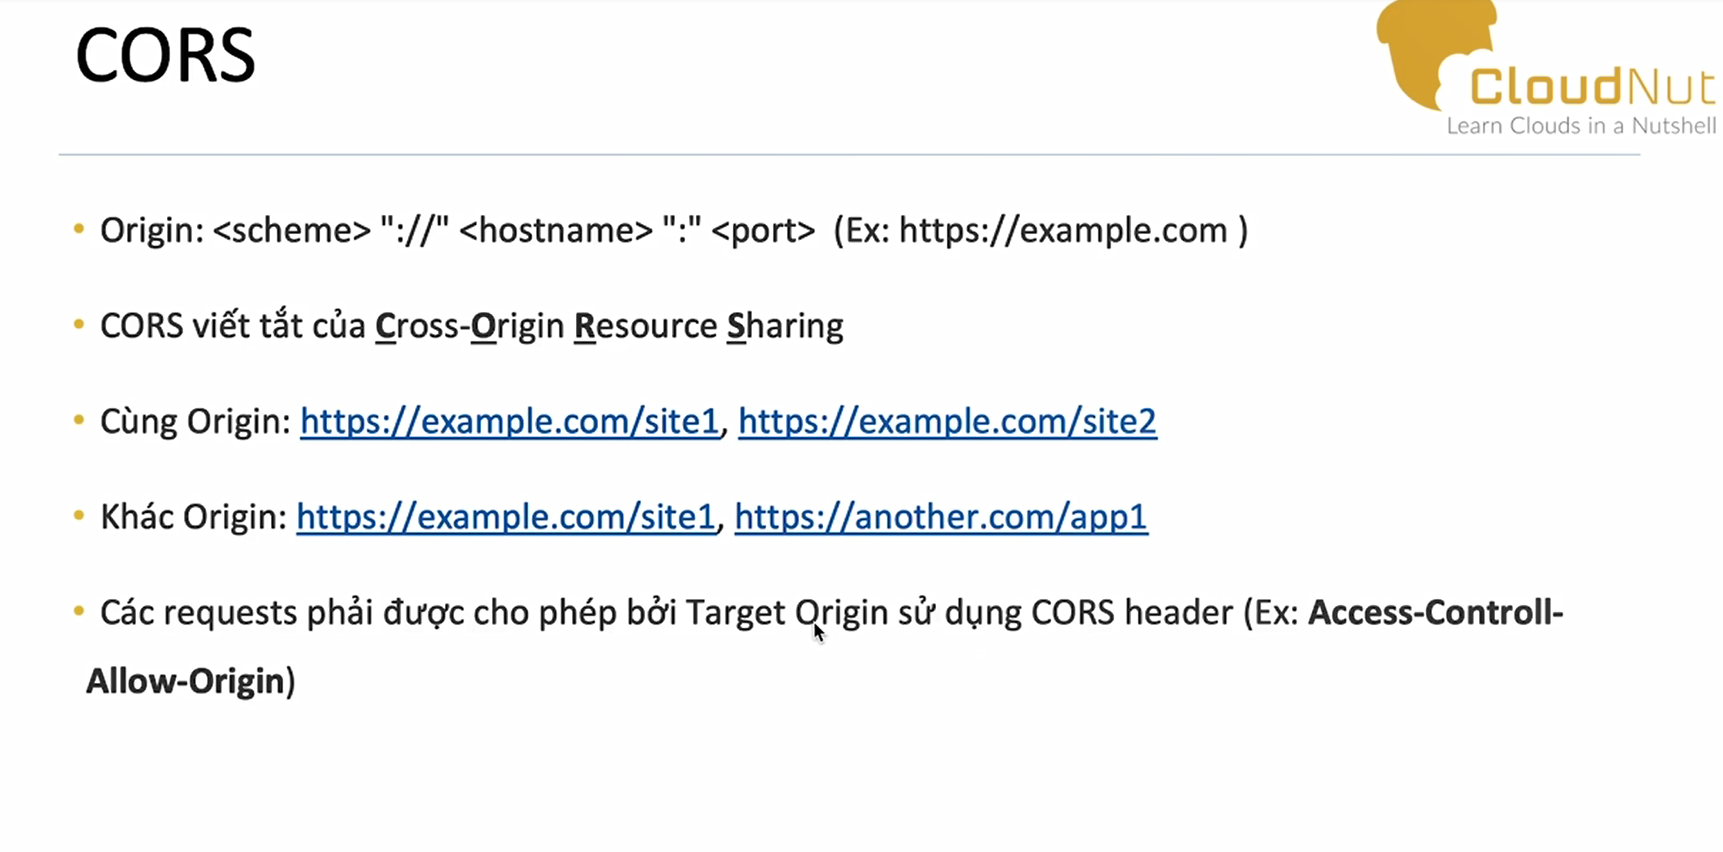 CORS
CloudNut
Learn Clouds in a Nutshell
• Origin: <scheme> "://" <hostname> ":" <port>  (Ex: https://example.com )
• CORS viết tắt của Cross-Origin Resource Sharing
• Cùng Origin: https://example.com/site1, https://example.com/site2
• Khác Origin: https://example.com/site1, https://another.com/app1
• Các requests phải được cho phép bởi Target Origin sử dụng CORS header (Ex: Access-Controll-
Allow-Origin)